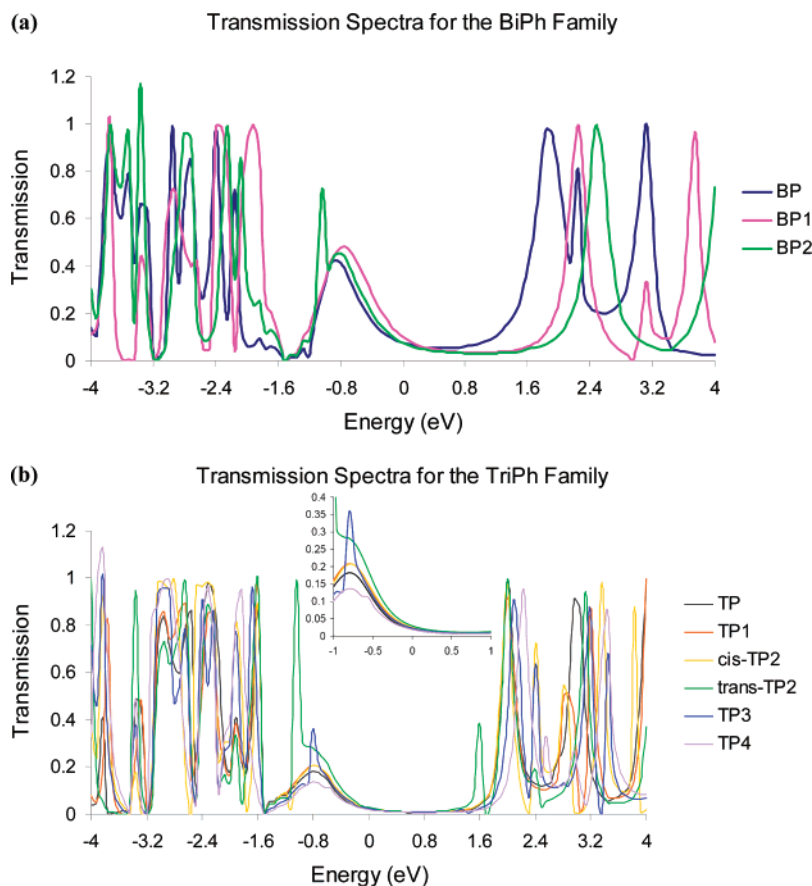 (a) Transmission Spectra for the BiPh Family
1.2
1
0.8
0.6
0.4
0.2
0
Transmission
-4 -3.2 -2.4 -1.6 -0.8 0 0.8 1.6 2.4 3.2 4
Energy (eV)
BP
BP1
BP2
(b) Transmission Spectra for the TriPh Family
1.2
1
0.8
0.6
0.4
0.2
0
Transmission
0.4
0.35
0.3
0.25
0.2
0.15
0.1
0.05
0
-1 -0.5 0 0.5 1
-4 -3.2 -2.4 -1.6 -0.8 0 0.8 1.6 2.4 3.2 4
Energy (eV)
TP
TP1
cis-TP2
trans-TP2
TP3
TP4